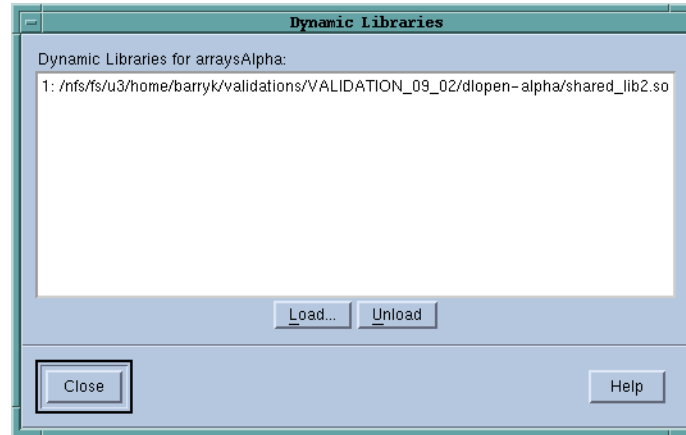 Dynamic Libraries
Dynamic Libraries for arraysAlpha:
1: /nfs/fs/u3/home/barryk/validations/VALIDATION_09_02/dlopen-alpha/shared_lib2.so
Load... Unload
Close Help